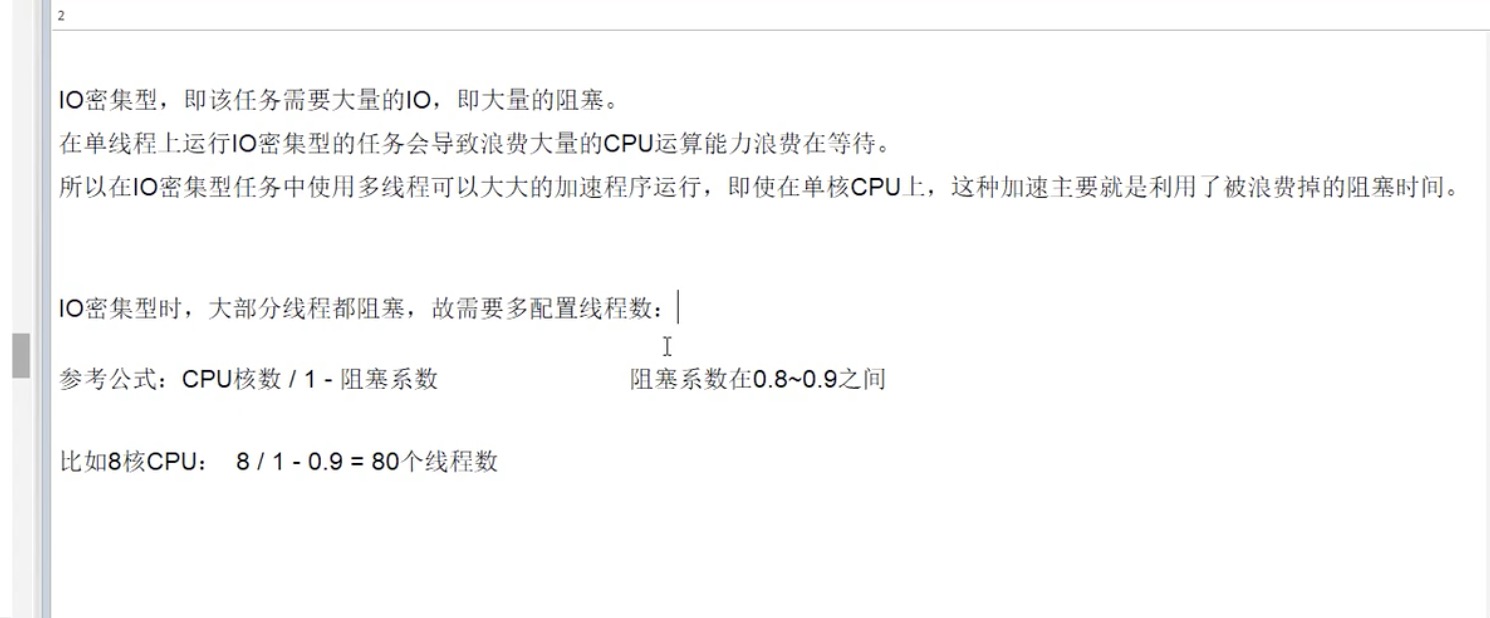 2
IO密集型，即该任务需要大量的IO，即大量的阻塞。
在单线程上运行IO密集型的任务会导致浪费大量的CPU运算能力浪费在等待。
所以在IO密集型任务中使用多线程可以大大的加速程序运行，即使在单核CPU上，这种加速主要就是利用了被浪费掉的阻塞时间。
IO密集型时，大部分线程都阻塞，故需要多配置线程数：
参考公式：CPU核数 / 1 - 阻塞系数 阻塞系数在0.8~0.9之间
比如8核CPU： 8 / 1 - 0.9 = 80个线程数